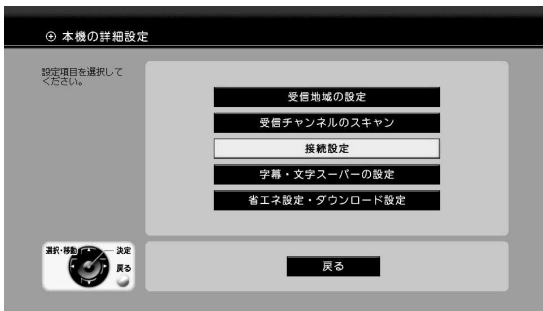 本機の詳細設定
設定項目を選択して
ください。
受信地域の設定
受信チャンネルのスキャン
接続設定
字幕・文字スーパーの設定
省エネ設定・ダウンロード設定
選択・移動
決定
戻る
戻る